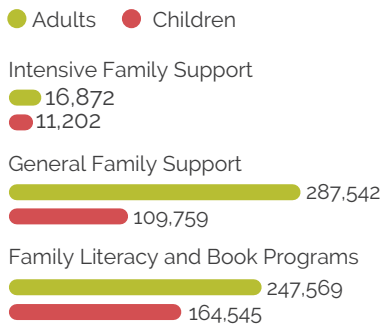 Adults Children
Intensive Family Support
16,872
11,202
General Family Support
287,542
109,759
Family Literacy and Book Programs
247,569
164,545